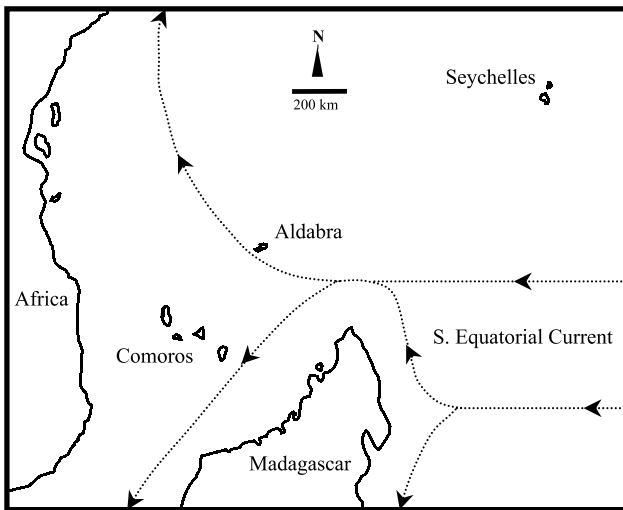 N
200 km
Seychelles
Aldabra
Africa
S. Equatorial Current
Comoros
Madagascar